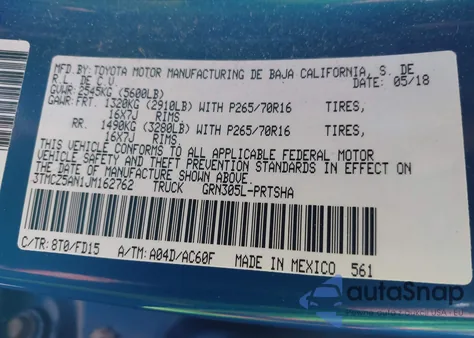 MFD.BY: TOYOTA MOTOR MANUFACTURING DE BAJA CALIFORNIA, S. DE
R.L. DE C.V. DATE: 05/18
GVWR: 2545KG (5600LB)
GAWR: FRT. 1320KG (2910LB) WITH P265/70R16 TIRES,
16X7J RIMS,
RR. 1490KG (3280LB) WITH P265/70R16 TIRES,
16X7J RIMS.
THIS VEHICLE CONFORMS TO ALL APPLICABLE FEDERAL MOTOR
VEHICLE SAFETY AND THEFT PREVENTION STANDARDS IN EFFECT ON
THE DATE OF MANUFACTURE SHOWN ABOVE.
3TMCZ5AN1JM162762 TRUCK GRN305L-PRTSHA
C/TR: 8T0/FD15 A/TM: A04D/AC60F MADE IN MEXICO 561
autoSnap